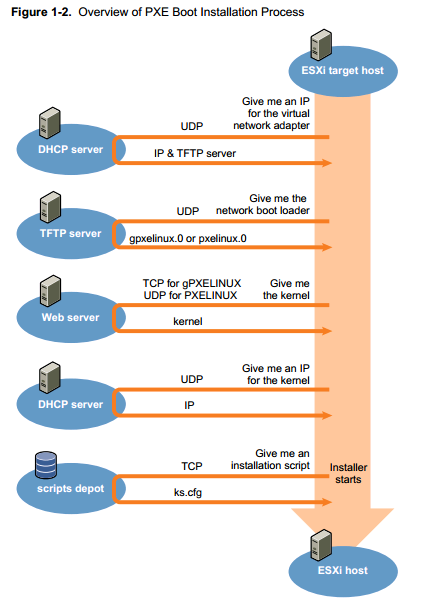 Figure 1-2. Overview of PXE Boot Installation Process
ESXi target host
Give me an IP
for the virtual
network adapter
UDP
DHCP server
IP & TFTP server
Give me the
network boot loader
UDP
TFTP server
gpxelinux.0 or pxelinux.0
TCP for gPXELINUX
UDP for PXELINUX
Give me
the kernel
Web server
kernel
Give me an IP
for the kernel
UDP
DHCP server
IP
Give me an
installation script
TCP
Installer
starts
scripts depot
ks.cfg
ESXi host